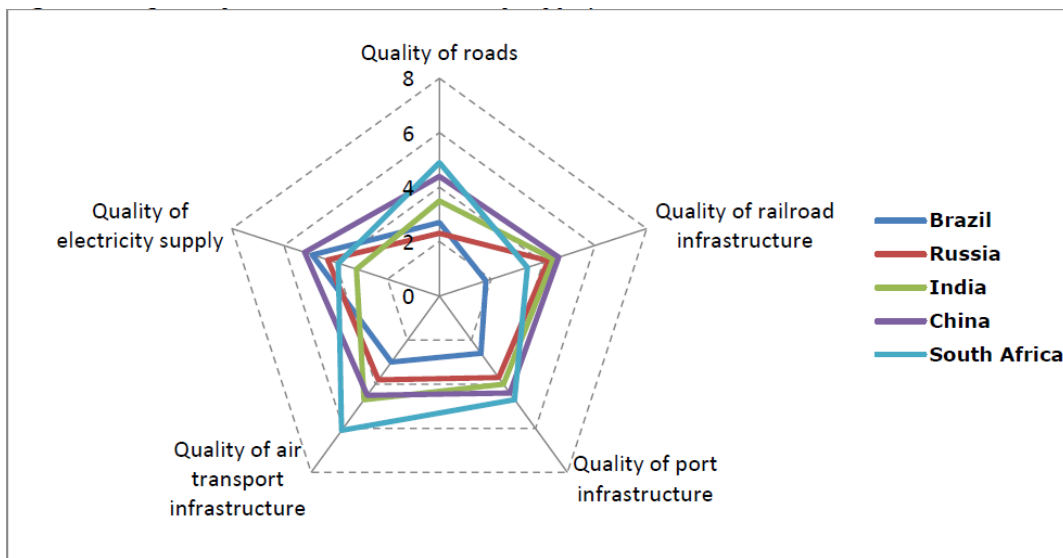 Quality of roads
8
6
4
2
0
Quality of railroad
infrastructure
Quality of port
infrastructure
Quality of air
transport
infrastructure
Quality of
electricity supply
Brazil
Russia
India
China
South Africa